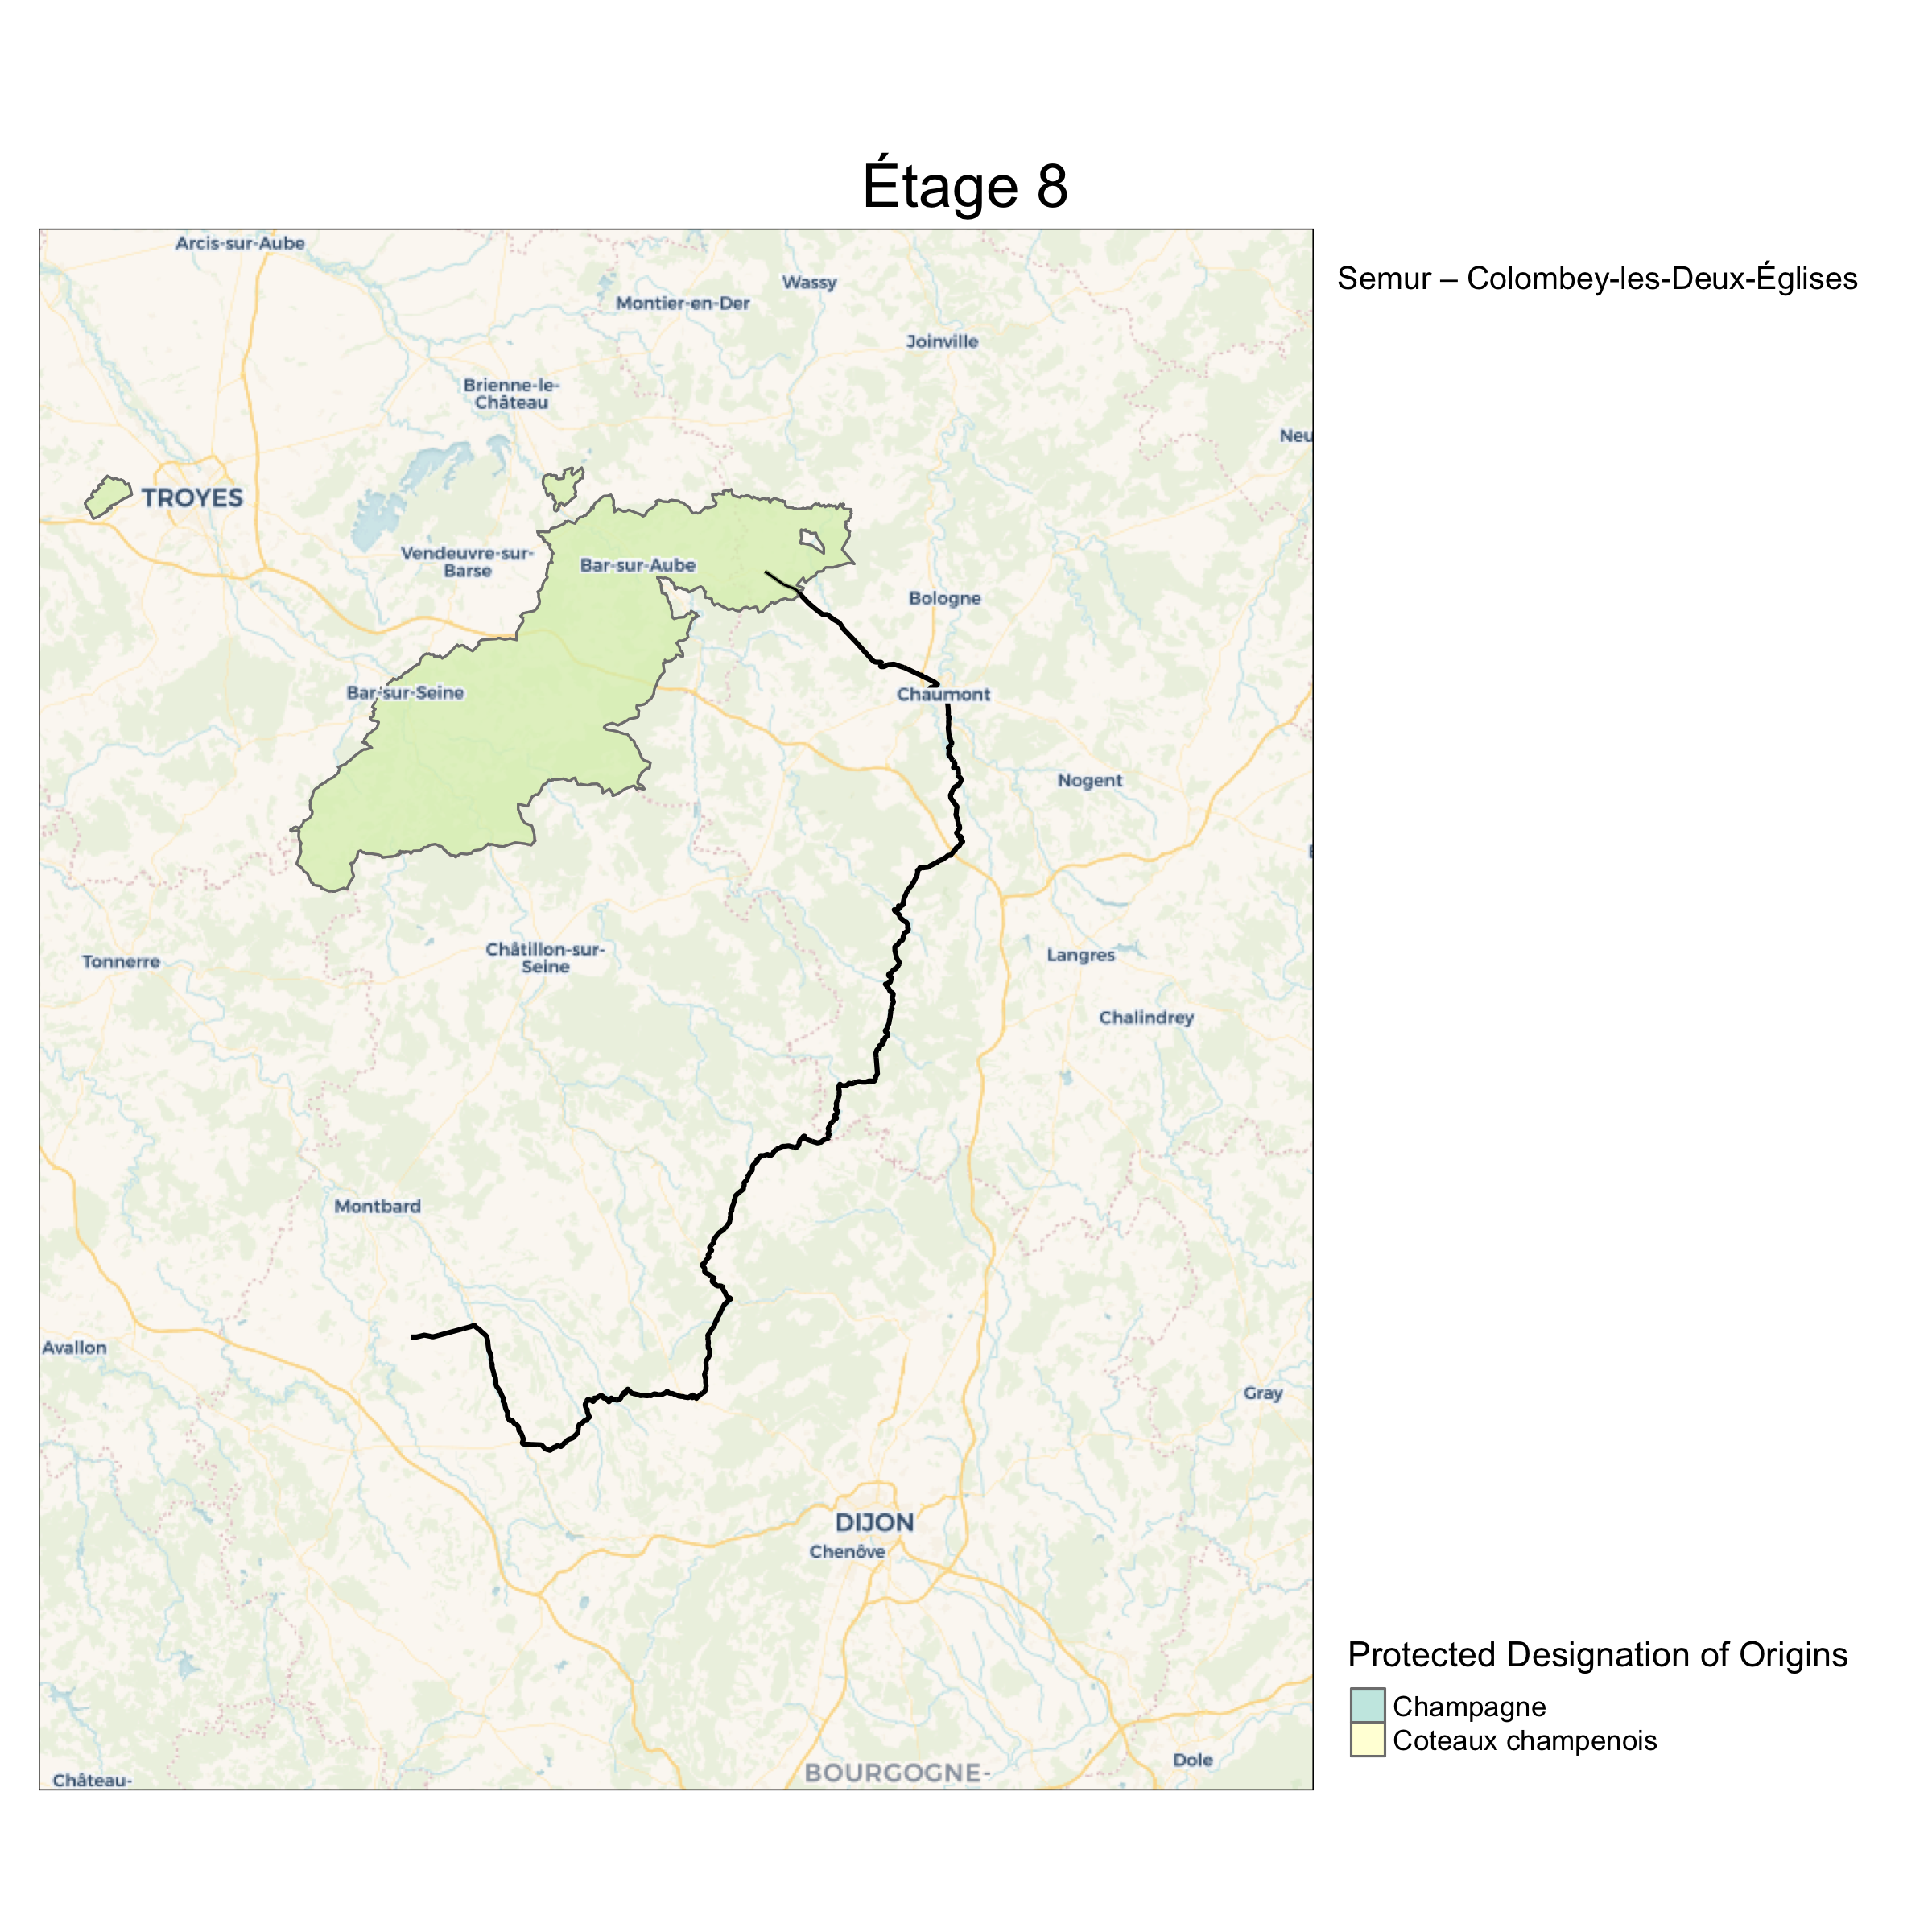 Étage 8
Semur – Colombey-les-Deux-Églises
Arcis-sur-Aube
Wassy
Montier-en-Der
Joinville
Brienne-le-
Château
Neu
TROYES
Vendeuvre-sur-
Barse
Bar-sur-Aube
Bologne
Bar-sur-Seine
Chaumont
Nogent
Châtillon-sur-
Seine
Tonnerre
Langres
Chalindrey
Montbard
Avallon
Gray
DIJON
Chenôve
Dole
BOURGOGNE-
Château-
Protected Designation of Origins
Champagne
Coteaux champenois